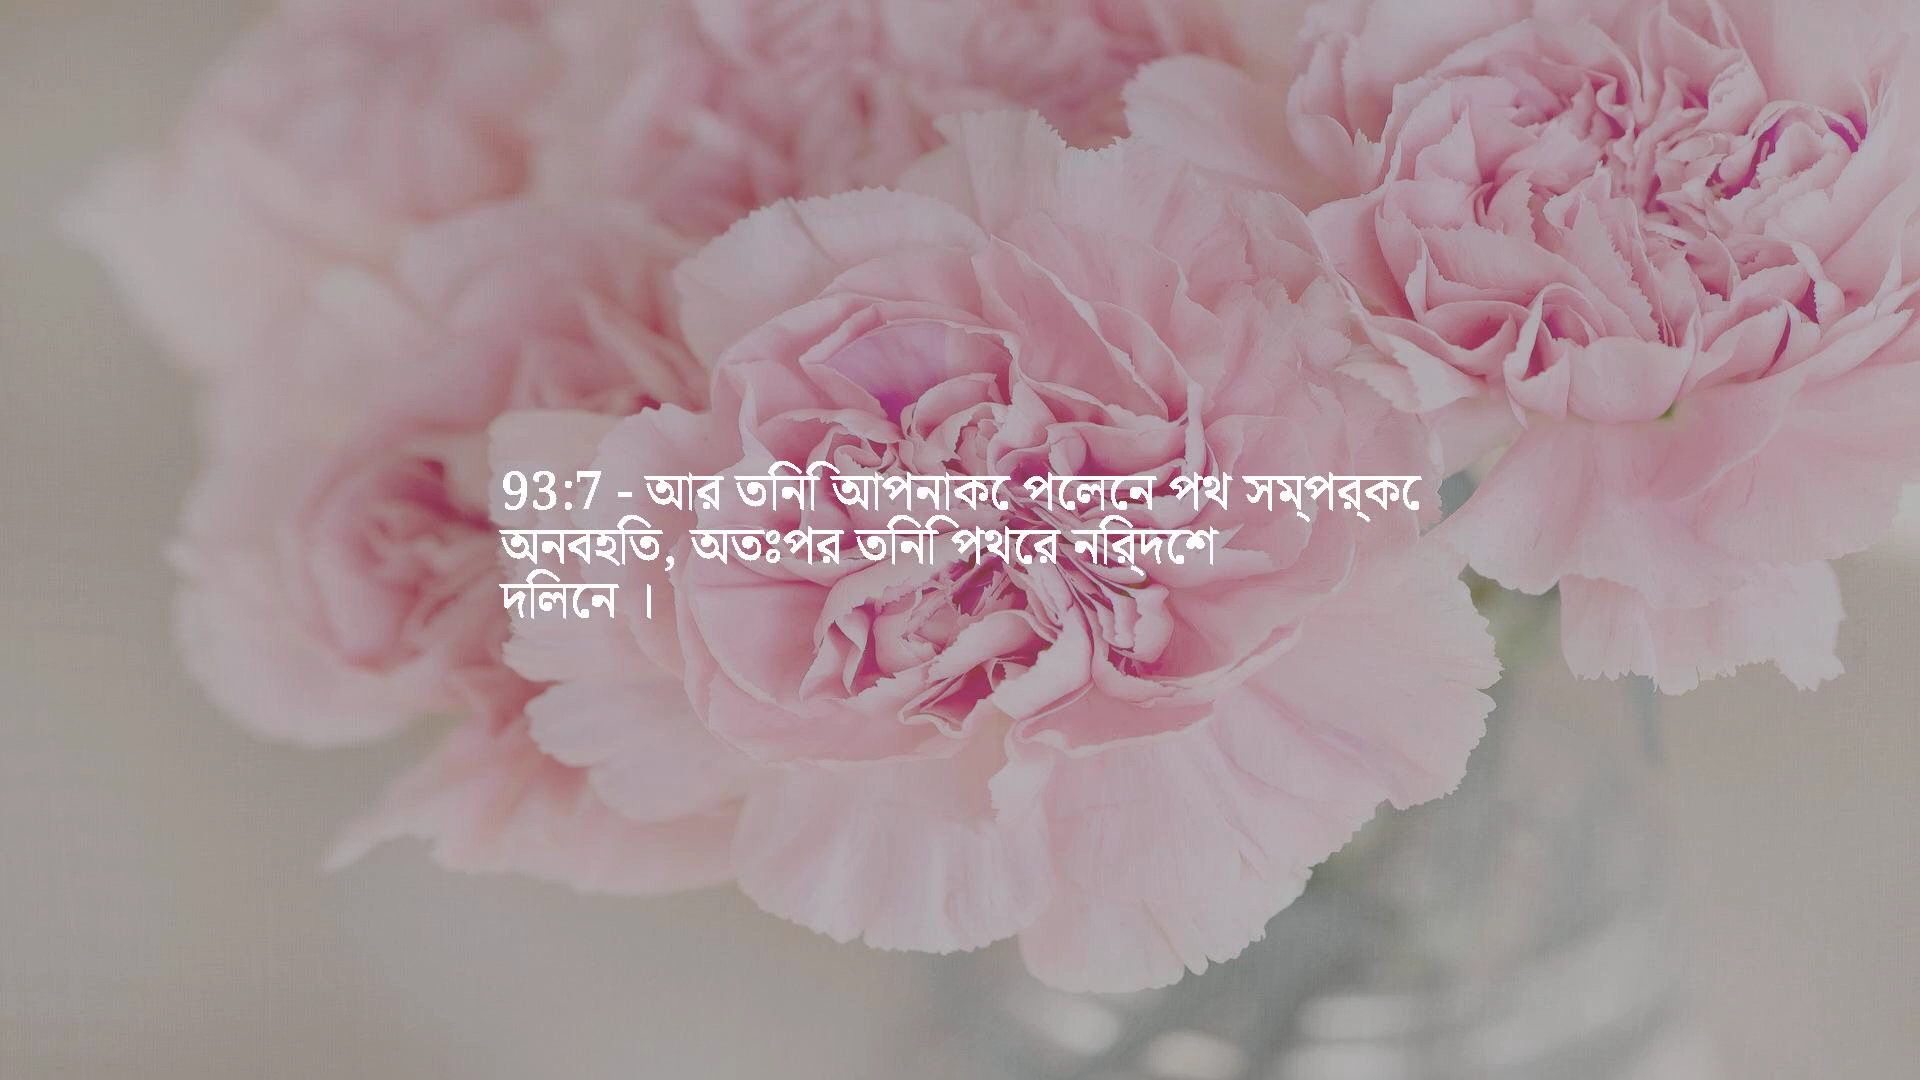 93:7 - আর তিনি আপনাকে পেলেন পথ সম্পর্কে
অনবহিত, অতঃপর তিনি পথের নির্দেশ
দিলেন ।